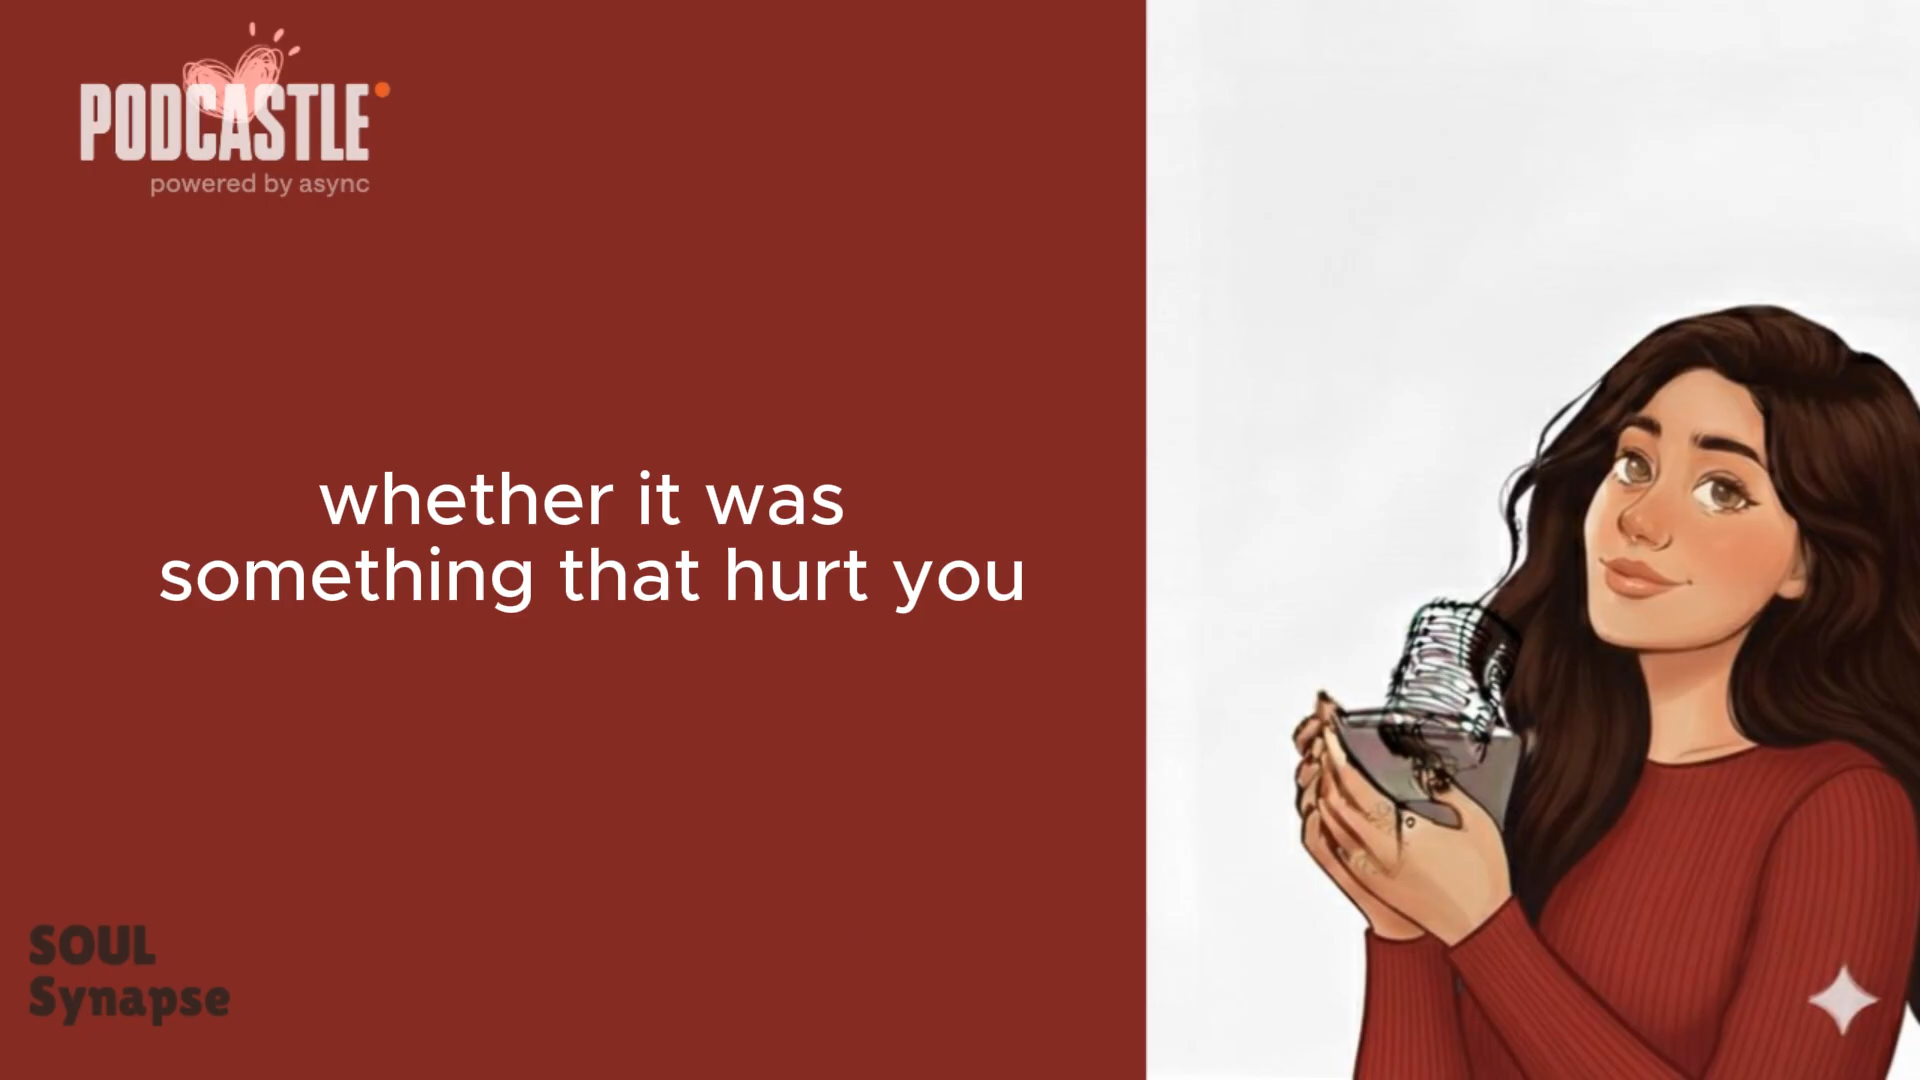 PODCASTLE
powered by async
whether it was
something that hurt you
SOUL
Synapse